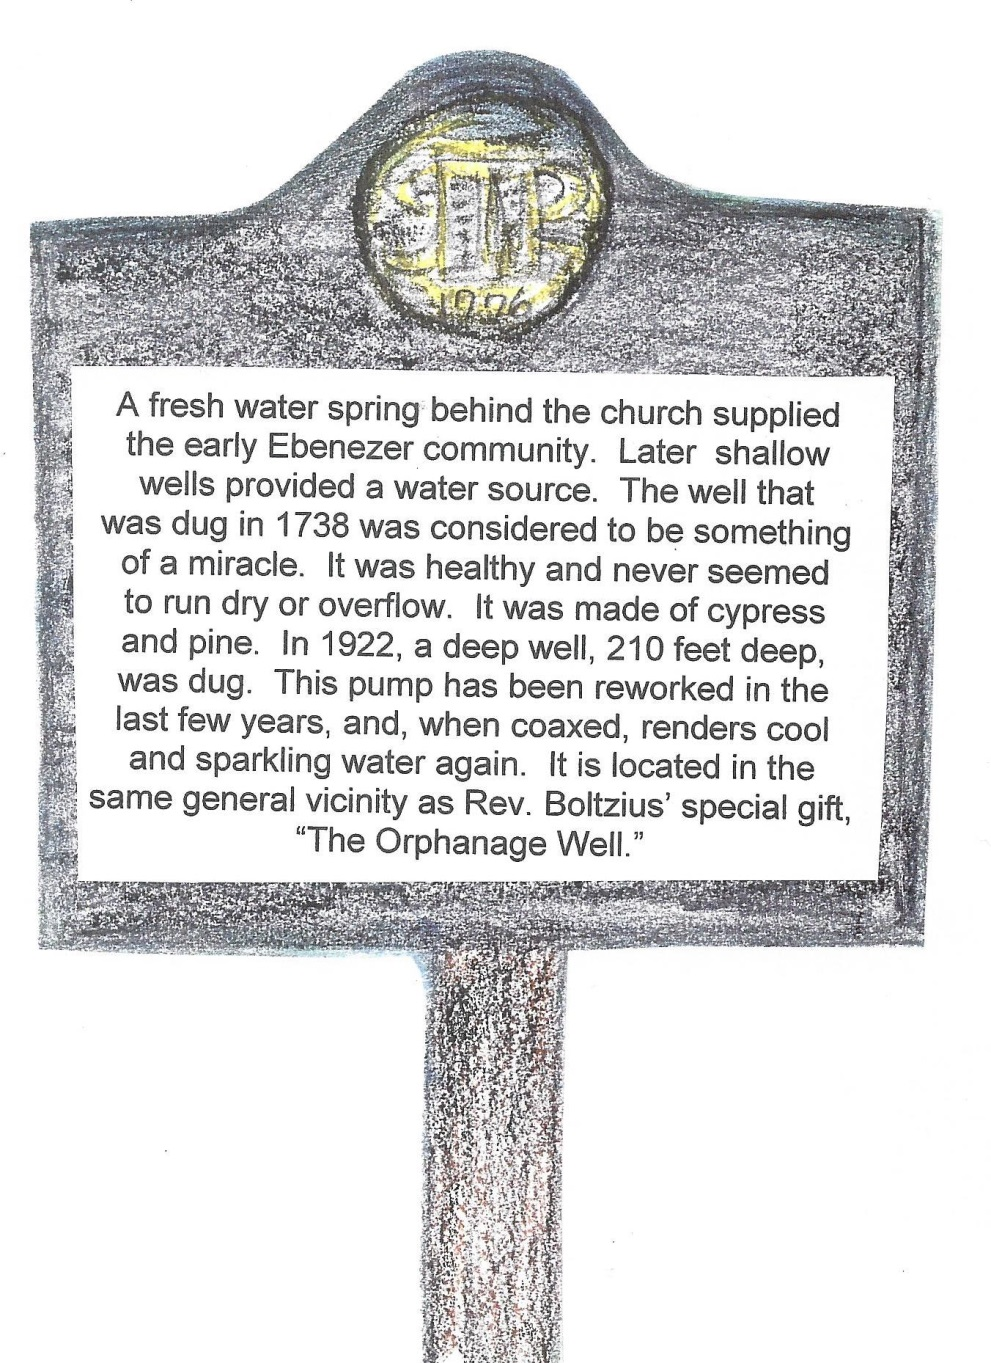 A fresh water spring behind the church supplied
the early Ebenezer community.  Later  shallow
wells provided a water source.  The well that
was dug in 1738 was considered to be something
of a miracle.  It was healthy and never seemed
to run dry or overflow.  It was made of cypress
and pine.  In 1922, a deep well, 210 feet deep,
was dug.  This pump has been reworked in the
last few years, and, when coaxed, renders cool
and sparkling water again.  It is located in the
same general vicinity as Rev. Boltzius’ special gift,
“The Orphanage Well.”